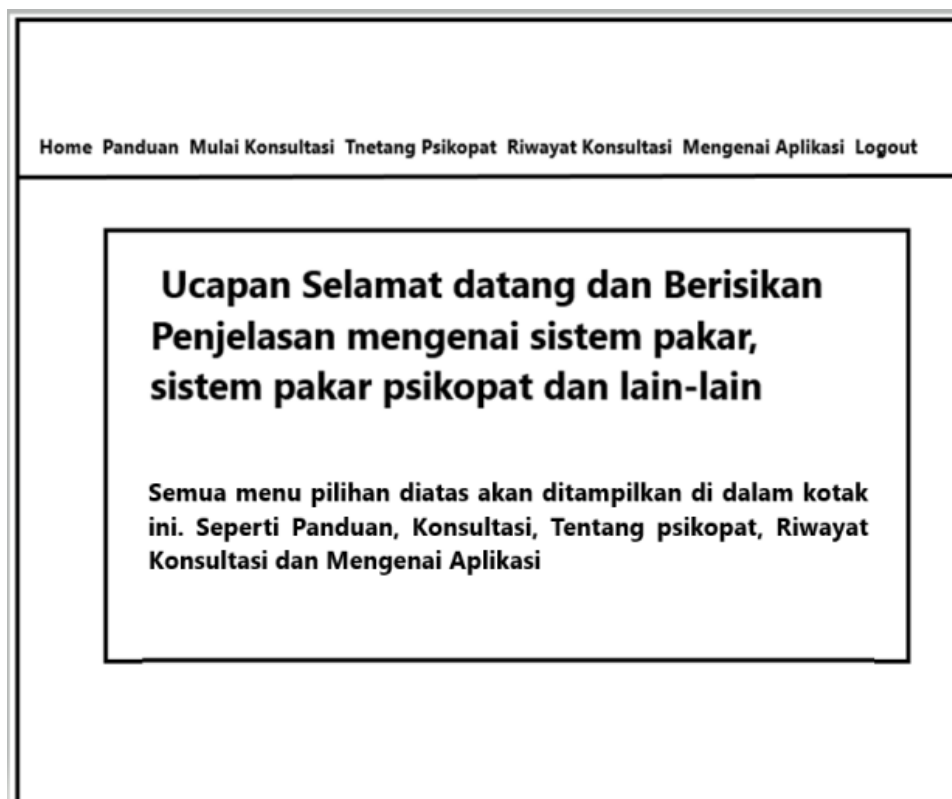 Home Panduan Mulai Konsultasi Tnetang Psikopat Riwayat Konsultasi Mengenai Aplikasi Logout
Ucapan Selamat datang dan Berisikan
Penjelasan mengenai sistem pakar,
sistem pakar psikopat dan lain-lain
Semua menu pilihan diatas akan ditampilkan di dalam kotak
ini. Seperti Panduan, Konsultasi, Tentang psikopat, Riwayat
Konsultasi dan Mengenai Aplikasi